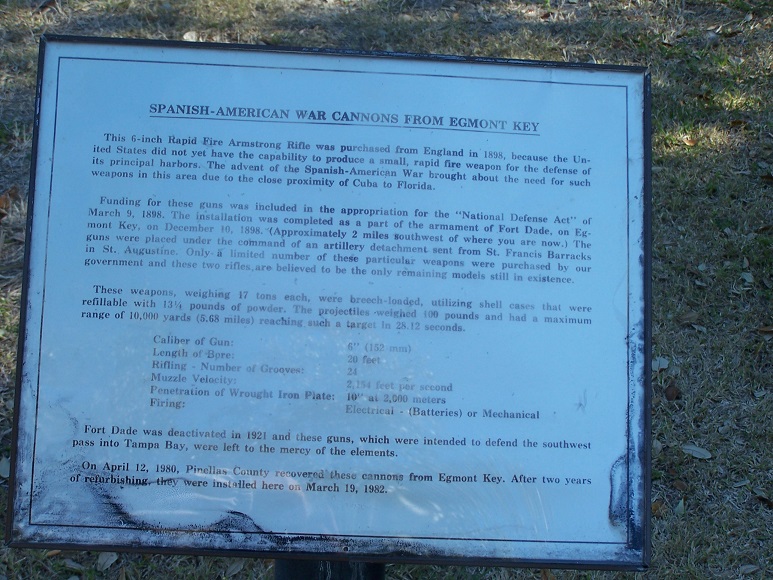 SPANISH-AMERICAN WAR CANNONS FROM EGMONT KEY
This 6-inch Rapid Fire Armstrong Rifle was purchased from England in 1898, because the Un-
ited States did not yet have the capability to produce a small, rapid fire weapon for the defense of
its principal harbors. The advent of the Spanish-American War brought about the need for such
weapons in this area due to the close proximity of Cuba to Florida.
Funding for these guns was included in the appropriation for the "National Defense Act" of
March 9, 1898. The installation was completed as a part of the armament of Fort Dade, on Eg-
mont Key, on December 10, 1898. (Approximately 2 miles southwest of where you are now.) The
guns were placed under the command of an artillery detachment sent from St. Francis Barracks
in St. Augustine. Only a limited number of these particular weapons were purchased by our
government and these two rifles are believed to be the only remaining models still in existence.
These weapons, weighing 17 tons each, were breech-loaded, utilizing shell cases that were
refillable with 13¼ pounds of powder. The projectiles weighed 100 pounds and had a maximum
range of 10,000 yards (5.68 miles) reaching such a target in 28.12 seconds.
Caliber of Gun: 6" (152 mm)
Length of Bore: 20 feet
Rifling - Number of Grooves: 24
Muzzle Velocity: 2,154 feet per second
Penetration of Wrought Iron Plate: 10" at 2,000 meters
Firing: Electrical - (Batteries) or Mechanical
Fort Dade was deactivated in 1921 and these guns, which were intended to defend the southwest
pass into Tampa Bay, were left to the mercy of the elements.
On April 12, 1980, Pinellas County recovered these cannons from Egmont Key. After two years
of refurbishing, they were installed here on March 19, 1982.